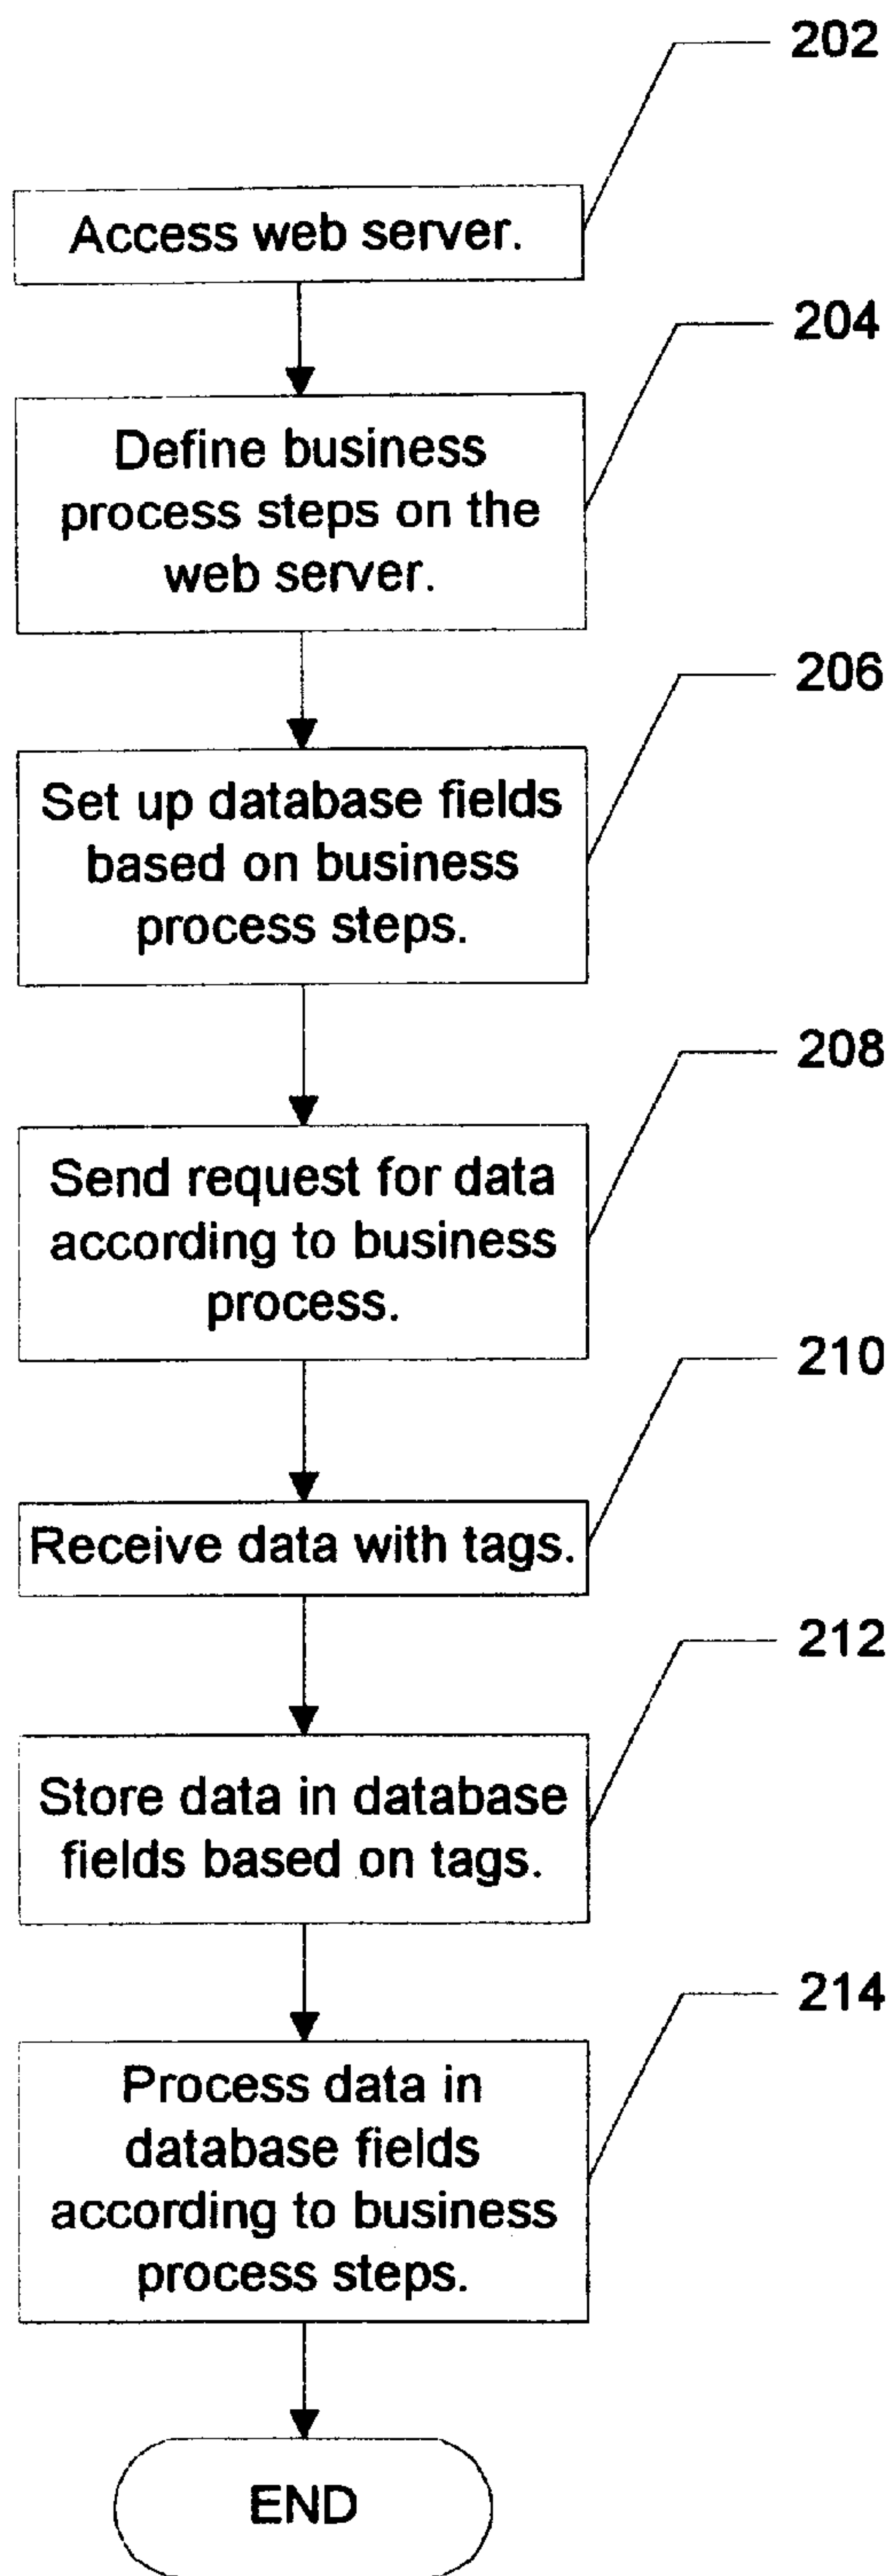 202
Access web server.
204
Define business
process steps on the
web server.
206
Set up database fields
based on business
process steps.
208
Send request for data
according to business
process.
210
Receive data with tags.
212
Store data in database
fields based on tags.
214
Process data in
database fields
according to business
process steps.
END